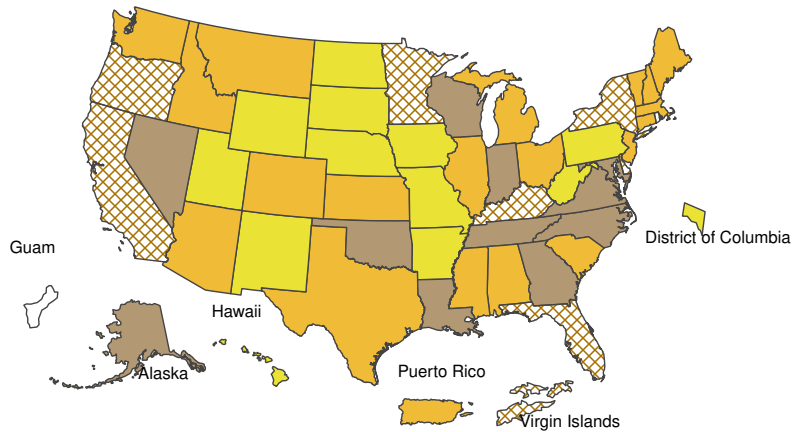 District of Columbia
Guam
Hawaii
Alaska
Puerto Rico
Virgin Islands